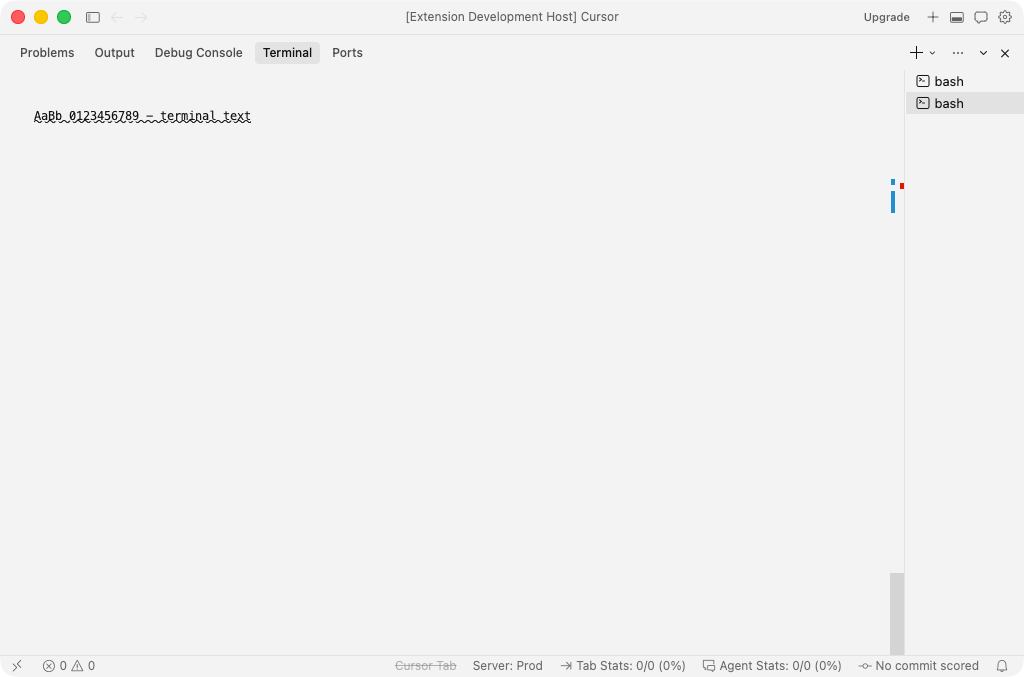 [Extension Development Host] Cursor
Upgrade
Problems Output Debug Console Terminal Ports
bash
bash
AaBb 0123456789 — terminal text
0 0
Cursor Tab
Server: Prod
Tab Stats: 0/0 (0%)
Agent Stats: 0/0 (0%)
No commit scored